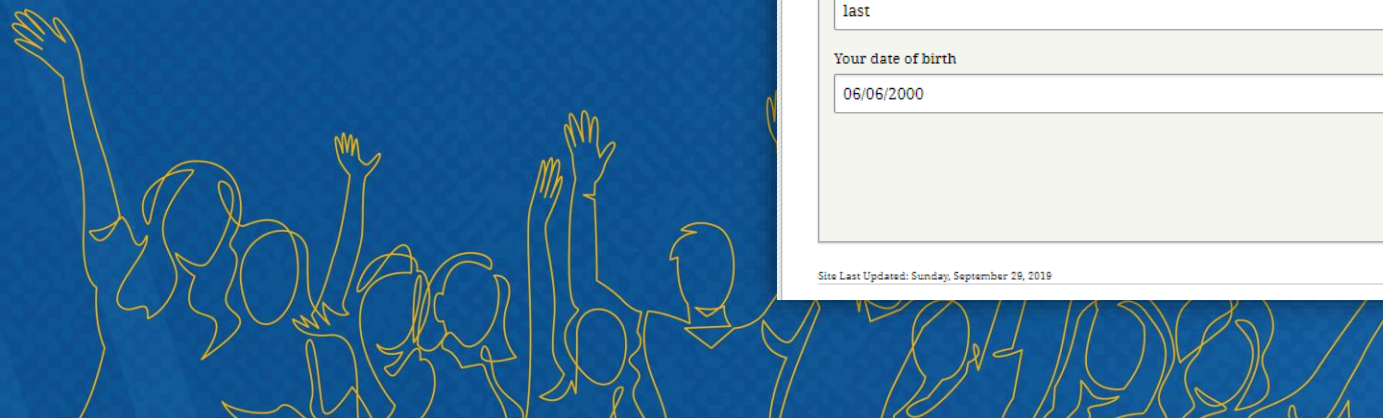 last
Your date of birth
06/06/2000
Site Last Updated: Sunday, September 29, 2019